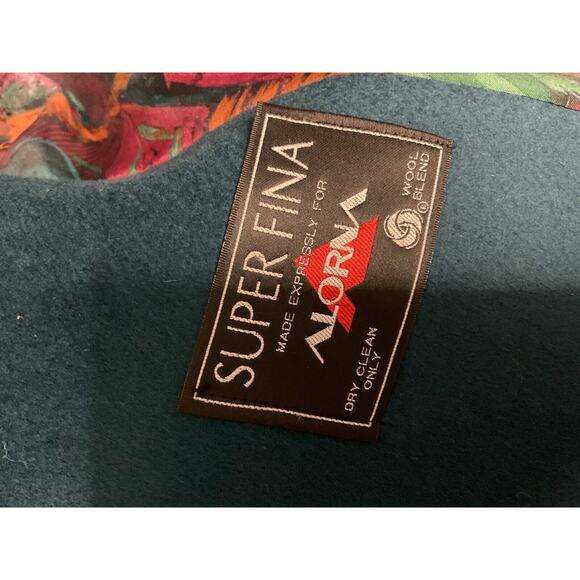 SUPER FINA
MADE EXPRESSLY FOR
ALORNA
DRY CLEAN
ONLY
WOOL
®
BLEND